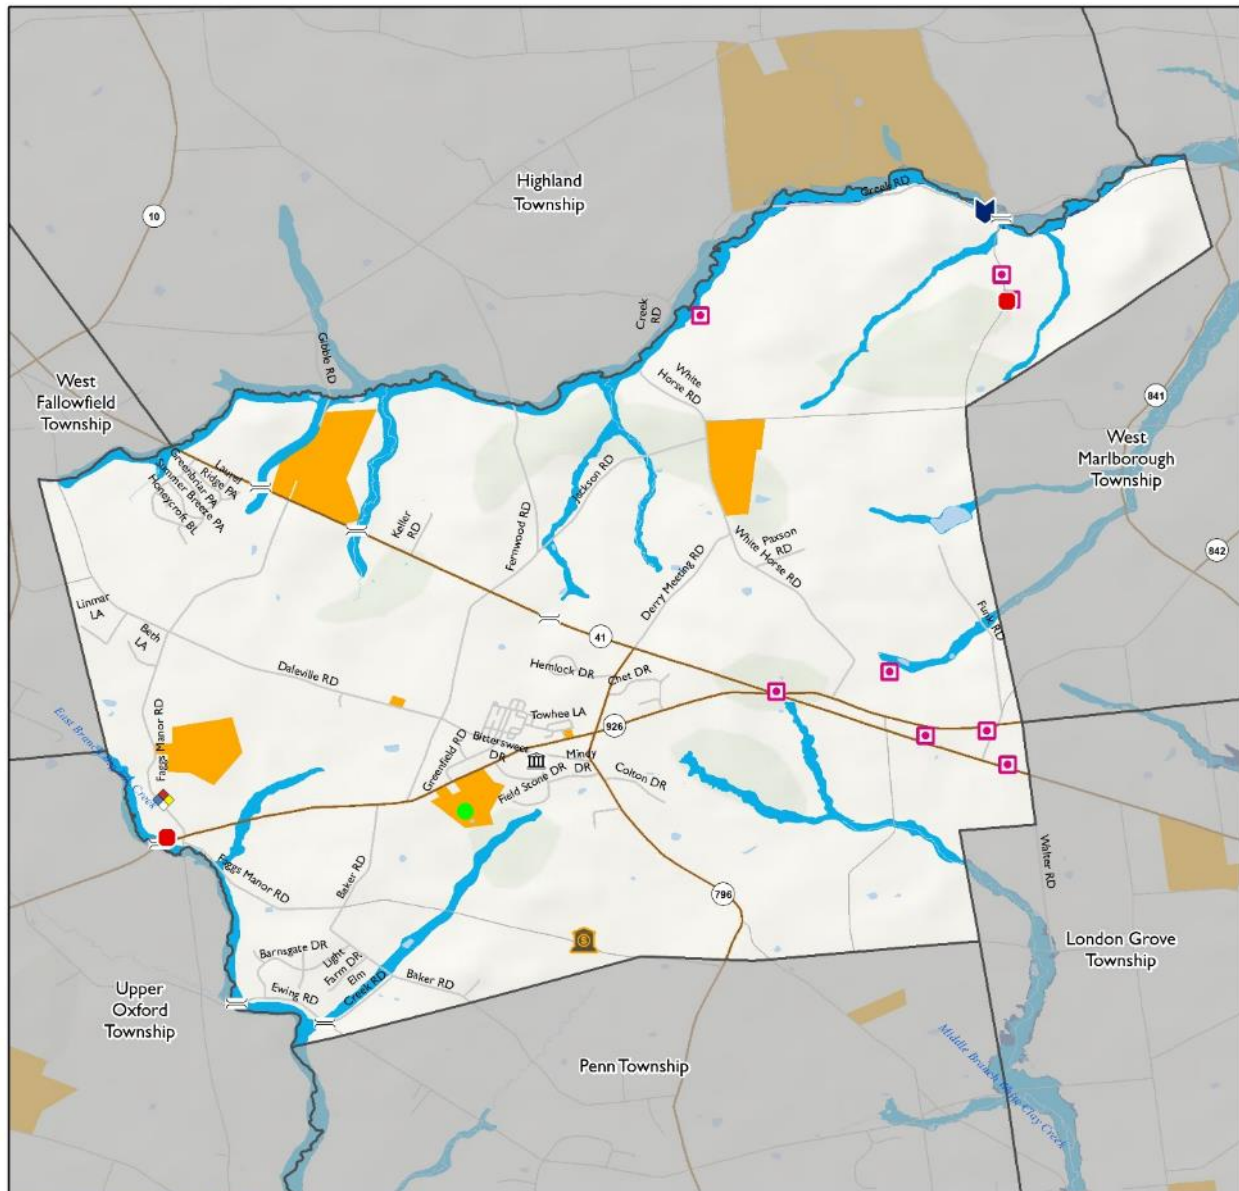 Highland
Township
10
Creek RD
Creek
RD
Gibble RD
West
Fallowfield
Township
White
Horse RD
841
West
Marlborough
Township
Laurel
Ridge PA
Greenbriar PA
Summer Breeze PA
Honeycroft BL
Jackson RD
Keller
RD
Fernwood RD
Paxson
RD
White Horse RD
842
Derry Meeting RD
Linmar
LA
Beth
LA
Funk RD
41
Daleville RD
Hemlock DR
Chet DR
Towhee LA
926
Bittersweet
DR
Mindy
DR
Greenfield RD
Field Stone DR
Colton DR
Faggs Manor RD
East Branch
Creek
Faggs Manor RD
Baker RD
Walter RD
796
Barnsgate DR
Light
Farm DR
Elm
Creek RD
Baker RD
Ewing RD
London Grove
Township
Upper
Oxford
Township
Middle Branch White Clay Creek
Penn Township